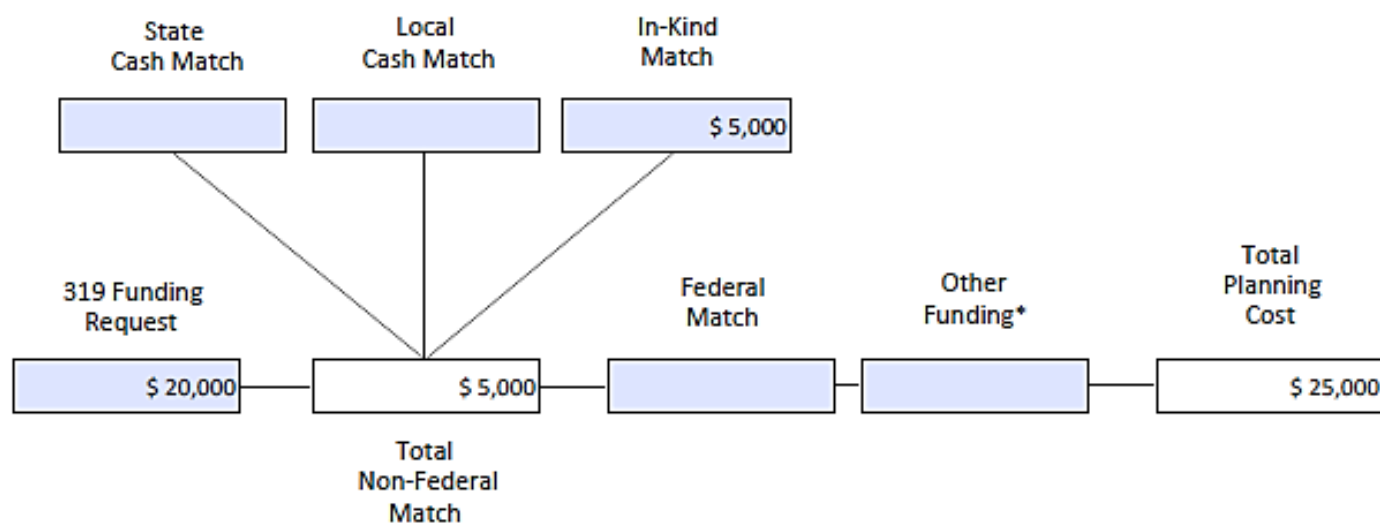 State
Cash Match
Local
Cash Match
In-Kind
Match
$ 5,000
319 Funding
Request
Federal
Match
Other
Funding*
Total
Planning
Cost
$ 20,000
$ 5,000
$ 25,000
Total
Non-Federal
Match